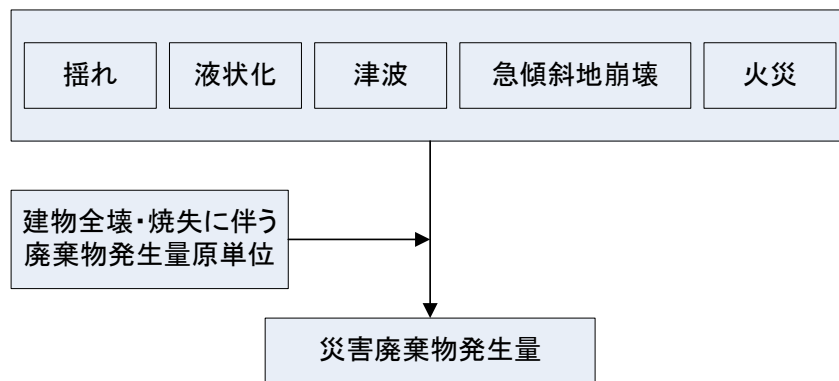 揺れ
液状化
津波
急傾斜地崩壊
火災
建物全壊・焼失に伴う
廃棄物発生量原単位
災害廃棄物発生量